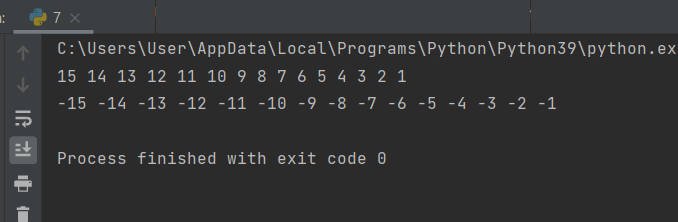 : 7 ×
C:\Users\User\AppData\Local\Programs\Python\Python39\python.ex
15 14 13 12 11 10 9 8 7 6 5 4 3 2 1
-15 -14 -13 -12 -11 -10 -9 -8 -7 -6 -5 -4 -3 -2 -1
Process finished with exit code 0